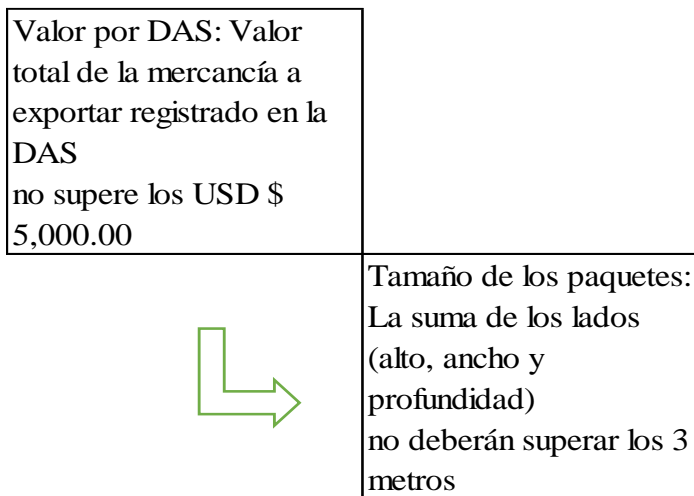 Valor por DAS: Valor
total de la mercancía a
exportar registrado en la
DAS
no supere los USD $
5,000.00
Tamaño de los paquetes:
La suma de los lados
(alto, ancho y
profundidad)
no deberán superar los 3
metros